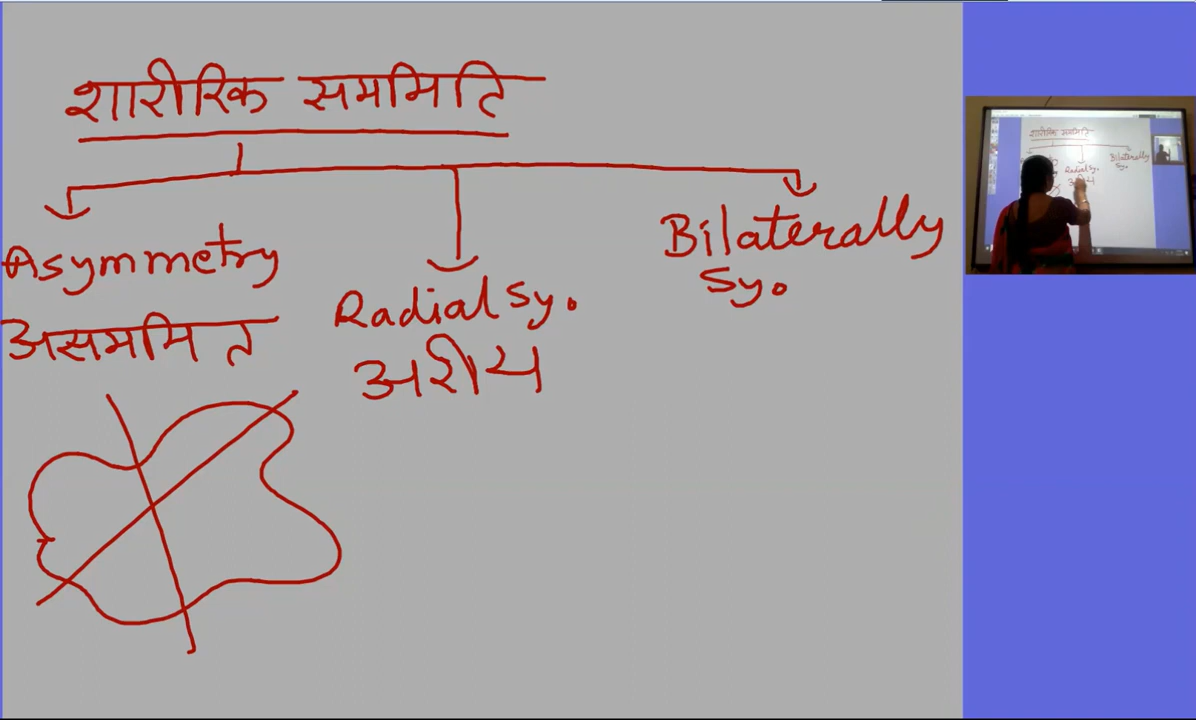 शारीरिक सममिति
Asymmetry
असममित
Radial Sy.
अरीय
Bilaterally
Sy.